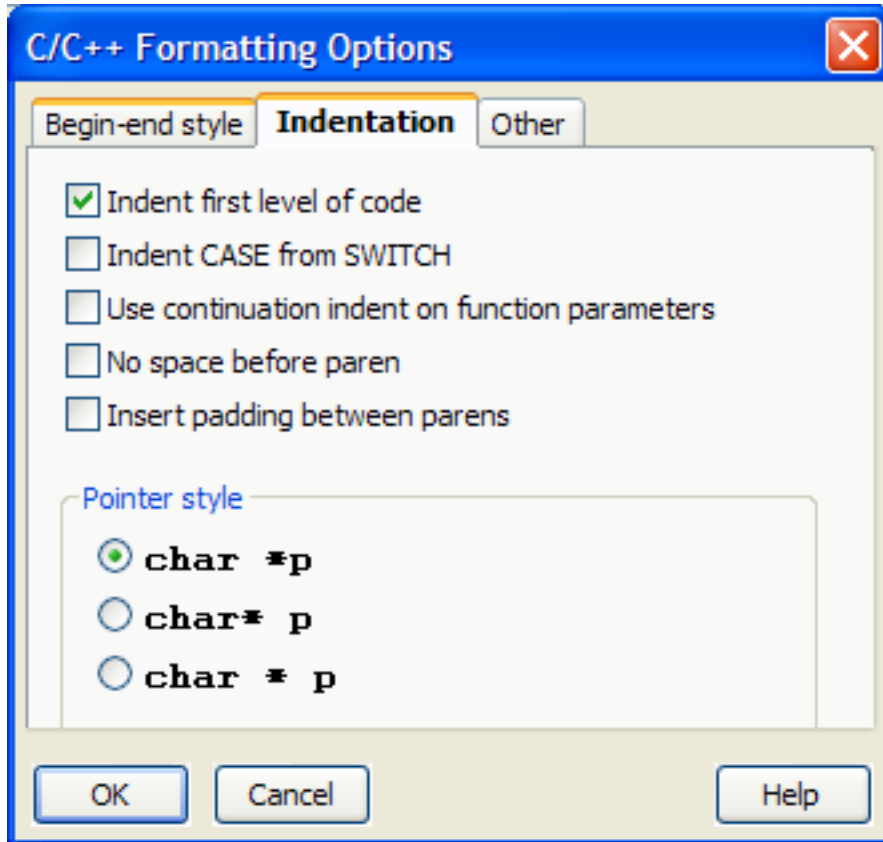 C/C++ Formatting Options
Begin-end style Indentation Other
Indent first level of code
Indent CASE from SWITCH
Use continuation indent on function parameters
No space before paren
Insert padding between parens
Pointer style
char *p
char* p
char * p
OK Cancel Help